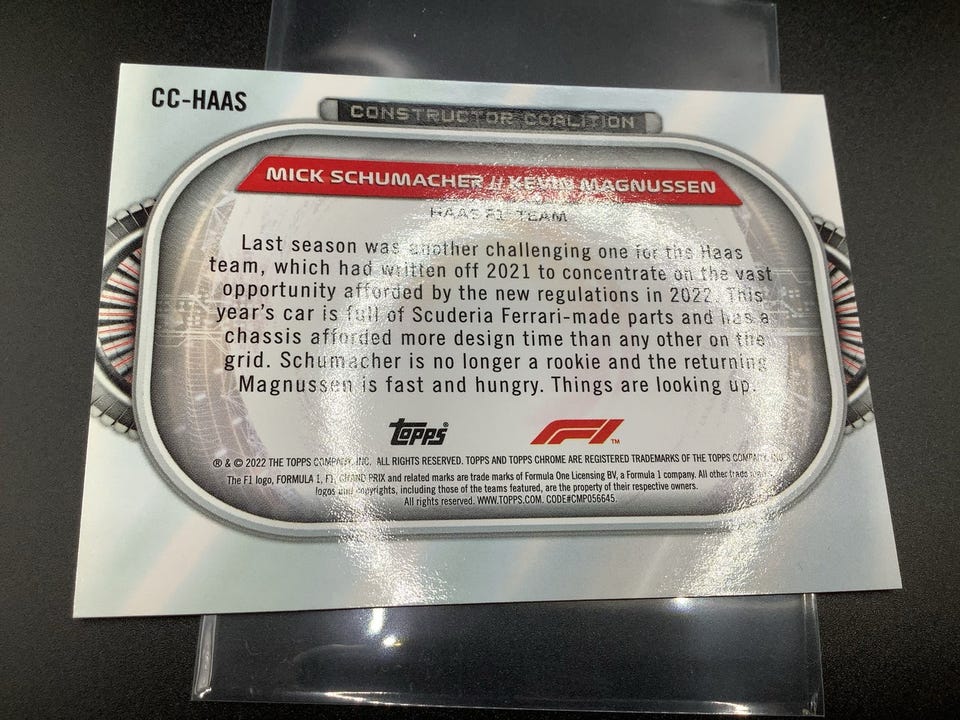 CC-HAAS
CONSTRUCTOR COALITION
MICK SCHUMACHER // KEVIN MAGNUSSEN
HAAS F1 TEAM
Last season was another challenging one for the Haas
team, which had written off 2021 to concentrate on the vast
opportunity afforded by the new regulations in 2022. This
year's car is full of Scuderia Ferrari-made parts and has a
chassis afforded more design time than any other on the
grid. Schumacher is no longer a rookie and the returning
Magnussen is fast and hungry. Things are looking up.
topps® F1™
® & © 2022 THE TOPPS COMPANY, INC. ALL RIGHTS RESERVED. TOPPS AND TOPPS CHROME ARE REGISTERED TRADEMARKS OF THE TOPPS COMPANY, INC.
The F1 logo, FORMULA 1, F1, GRAND PRIX and related marks are trade marks of Formula One Licensing BV, a Formula 1 company. All other trade
logos and copyrights, including those of the teams featured, are the property of their respective owners.
All rights reserved. WWW.TOPPS.COM. CODE#CMP056645.